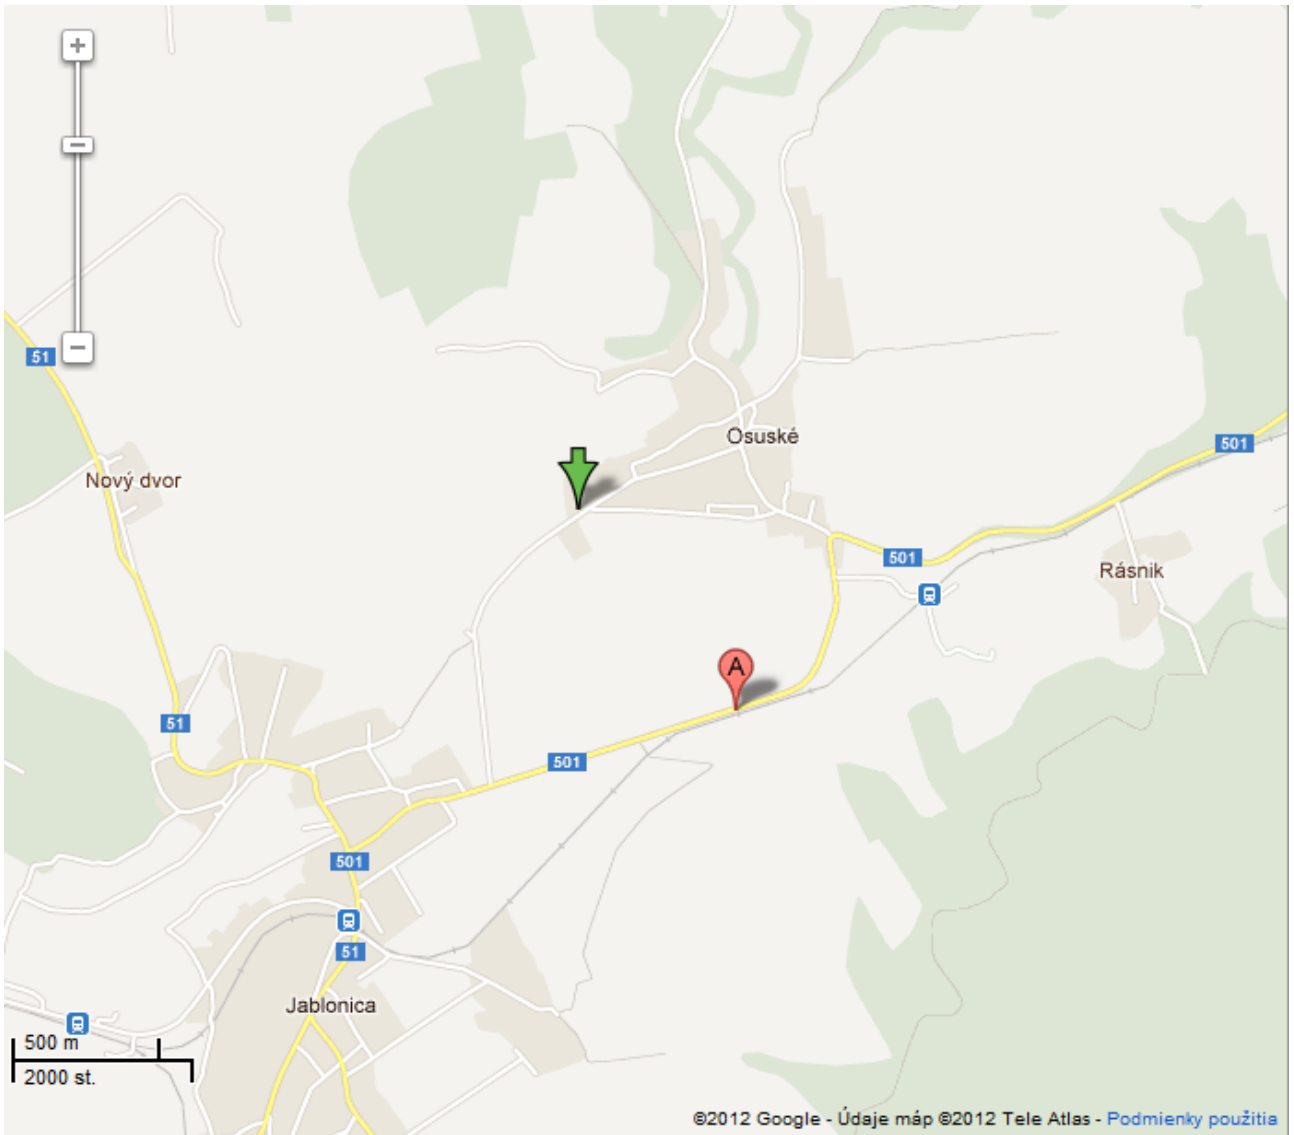 51
Osuské
501
Nový dvor
501
Rásnik
A
51
501
501
51
Jablonica
500 m
2000 st.
©2012 Google - Údaje máp ©2012 Tele Atlas - Podmienky použitia